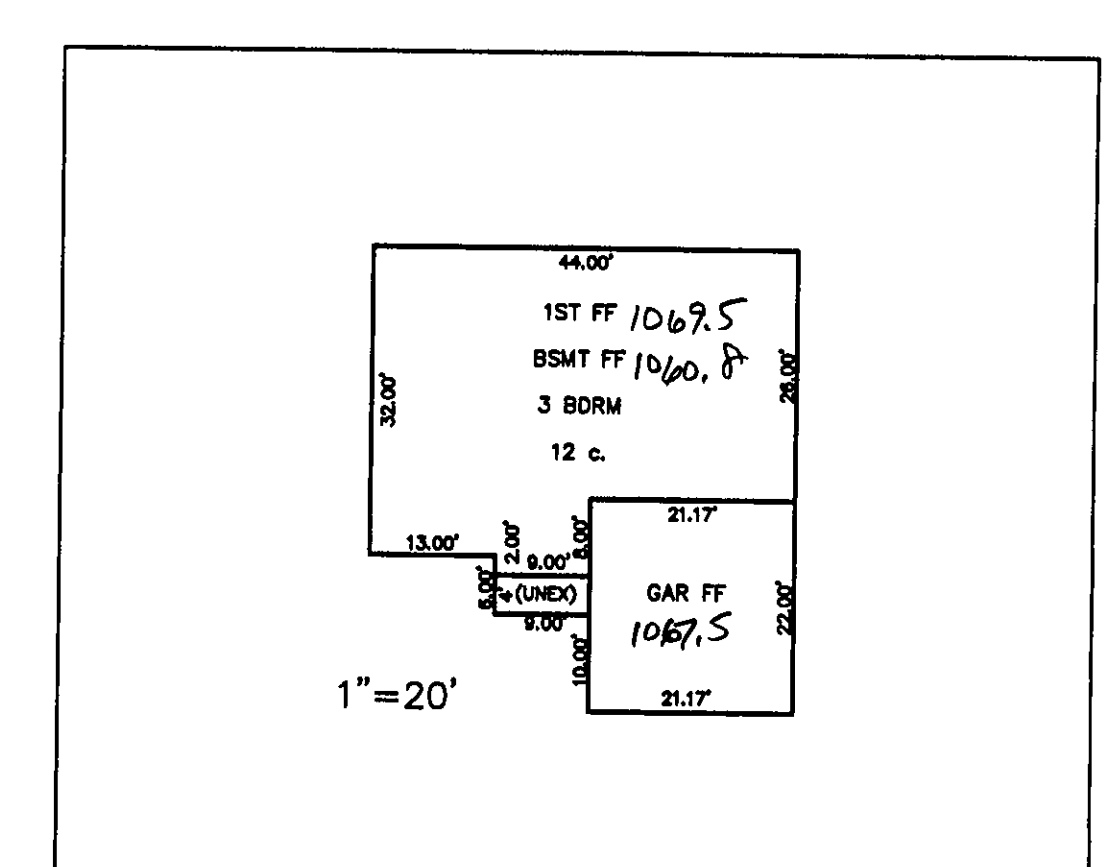 44.00'
1ST FF 1069.5
BSMT FF 1060.8
3 BDRM
12 c.
32.00'
26.00'
21.17'
13.00'
2.00'
8.00'
9.00'
6.00'
4' (UNEX)
GAR FF
1067.5
22.00'
9.00'
10.00'
21.17'
1"=20'